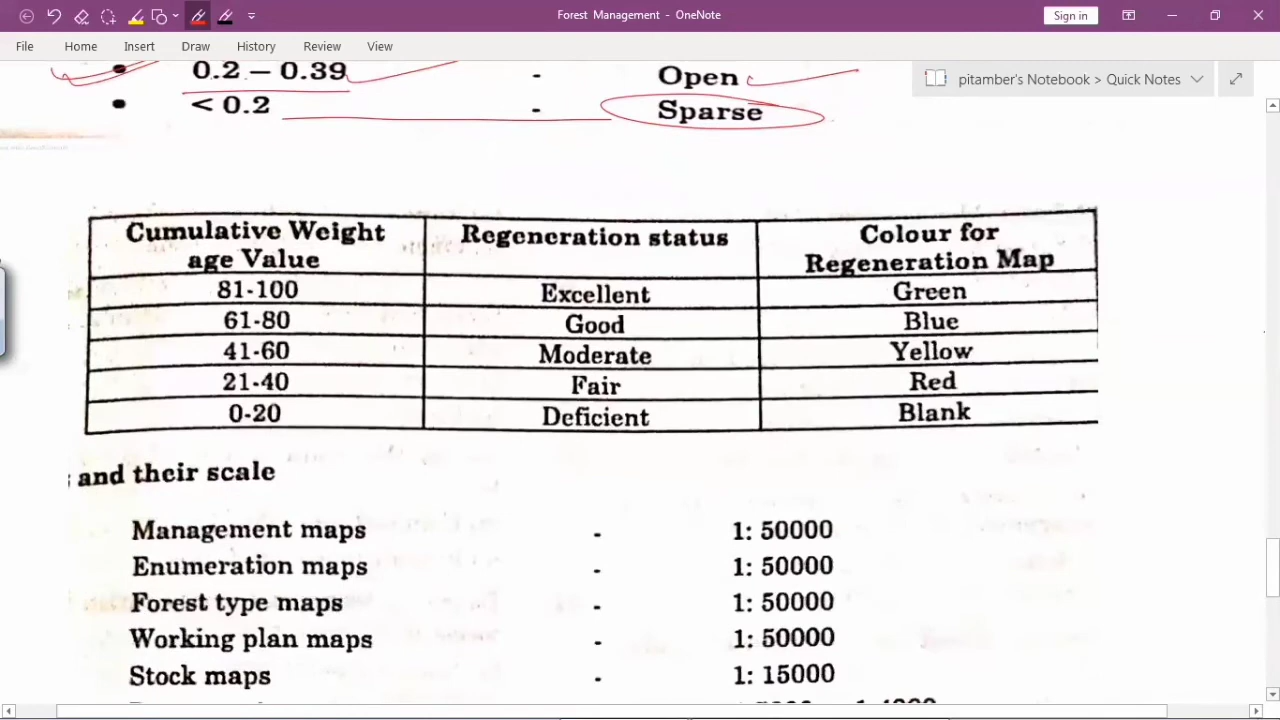 Forest Management - OneNote
Sign in
File Home Insert Draw History Review View
pitamber's Notebook > Quick Notes
• 0.2 – 0.39 - Open
• < 0.2 - Sparse
Cumulative Weight age Value Regeneration status Colour for Regeneration Map
81-100 Excellent Green
61-80 Good Blue
41-60 Moderate Yellow
21-40 Fair Red
0-20 Deficient Blank
and their scale
Management maps - 1: 50000
Enumeration maps - 1: 50000
Forest type maps - 1: 50000
Working plan maps - 1: 50000
Stock maps - 1: 15000